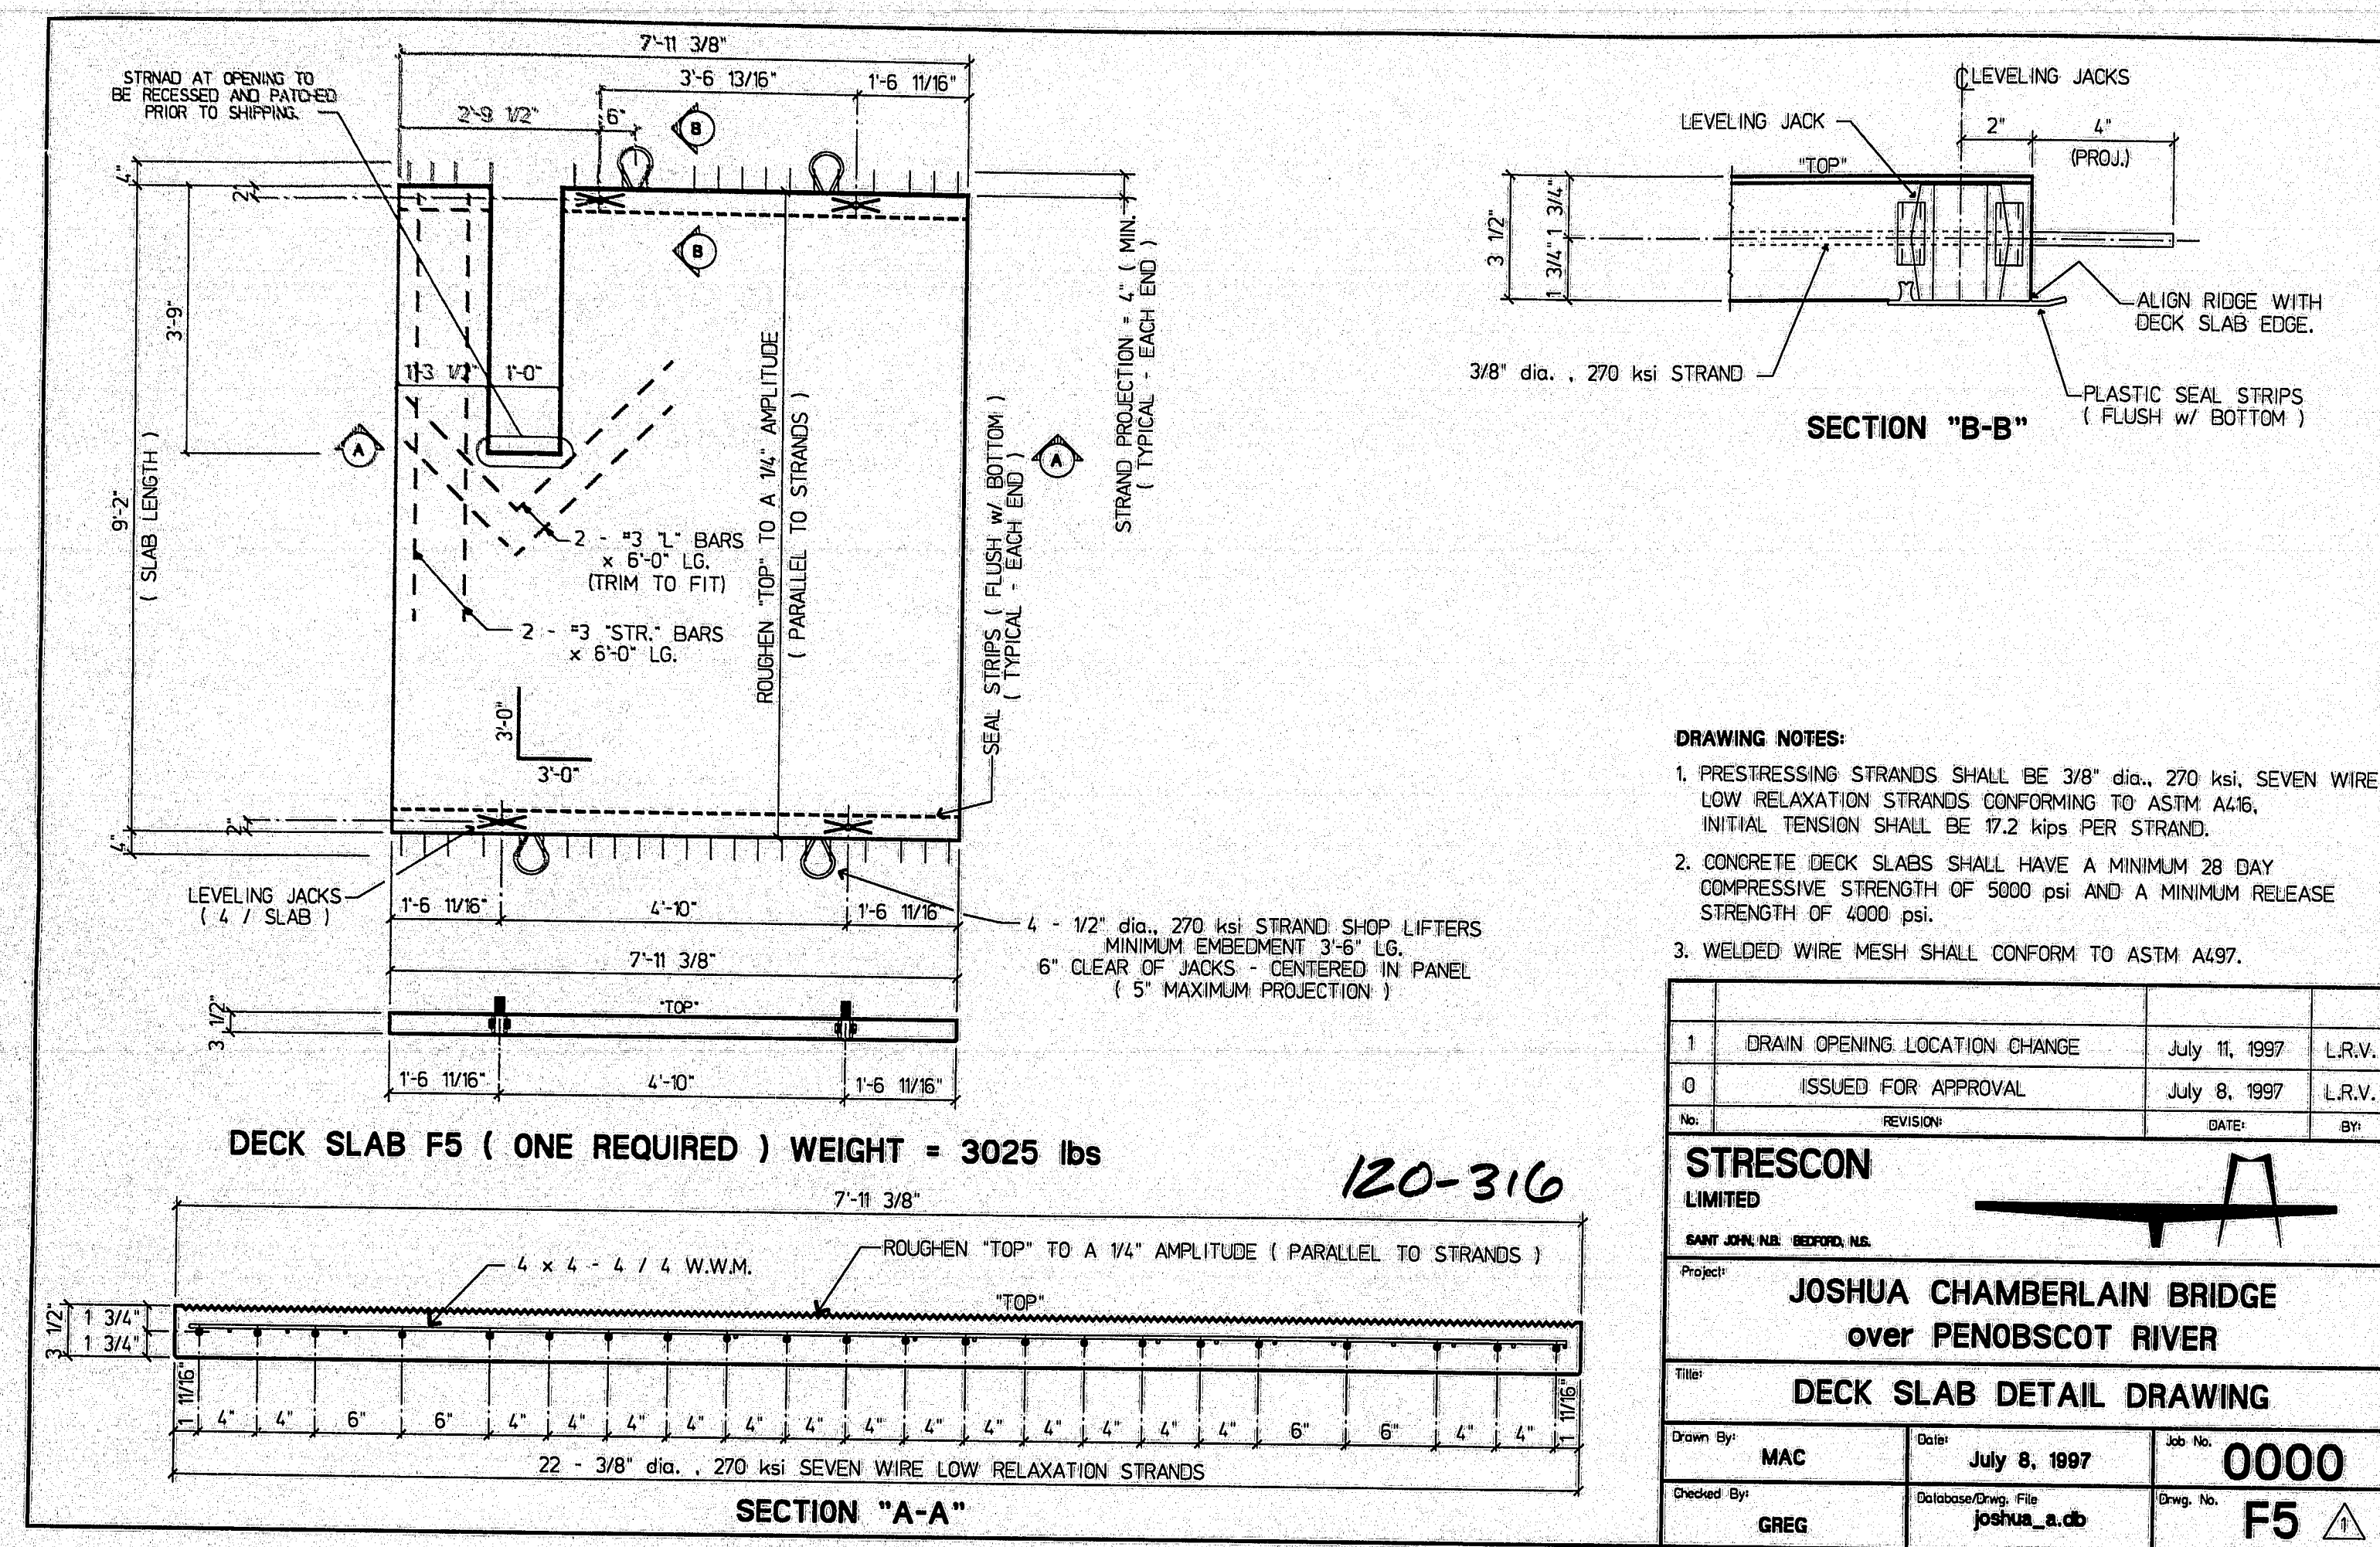 7'-11 3/8"
3'-6 13/16"
1'-6 11/16"
2'-9 1/2"
6"
STRNAD AT OPENING TO
BE RECESSED AND PATCHED
PRIOR TO SHIPPING.
B
B
4"
2"
3'-9"
1'-3 1/2"
1'-0"
A
A
9'-2"
( SLAB LENGTH )
2 - #3 "L" BARS
x 6'-0" LG.
(TRIM TO FIT)
2 - #3 "STR." BARS
x 6'-0" LG.
3'-0"
3'-0"
ROUGHEN "TOP" TO A 1/4" AMPLITUDE
( PARALLEL TO STRANDS )
SEAL STRIPS ( FLUSH w/ BOTTOM )
( TYPICAL - EACH END )
STRAND PROJECTION = 4" ( MIN. )
( TYPICAL - EACH END )
2"
4"
LEVELING JACKS
( 4 / SLAB )
1'-6 11/16"
4'-10"
1'-6 11/16"
4 - 1/2" dia., 270 ksi STRAND SHOP LIFTERS
MINIMUM EMBEDMENT 3'-6" LG.
6" CLEAR OF JACKS - CENTERED IN PANEL
( 5" MAXIMUM PROJECTION )
7'-11 3/8"
"TOP"
3 1/2"
1'-6 11/16"
4'-10"
1'-6 11/16"
DECK SLAB F5 ( ONE REQUIRED ) WEIGHT = 3025 lbs
120-316
7'-11 3/8"
4 x 4 - 4 / 4 W.W.M.
ROUGHEN "TOP" TO A 1/4" AMPLITUDE ( PARALLEL TO STRANDS )
"TOP"
3 1/2"
1 3/4"
1 3/4"
1 11/16"
4" 4" 6" 6" 4" 4" 4" 4" 4" 4" 4" 4" 4" 4" 4" 4" 4" 6" 6" 4" 4"
1 11/16"
22 - 3/8" dia. , 270 ksi SEVEN WIRE LOW RELAXATION STRANDS
SECTION "A-A"
℄ LEVELING JACKS
LEVELING JACK
2"
4"
(PROJ.)
"TOP"
3 1/2"
1 3/4"
1 3/4"
ALIGN RIDGE WITH
DECK SLAB EDGE.
3/8" dia. , 270 ksi STRAND
PLASTIC SEAL STRIPS
( FLUSH w/ BOTTOM )
SECTION "B-B"
DRAWING NOTES:
1. PRESTRESSING STRANDS SHALL BE 3/8" dia., 270 ksi, SEVEN WIRE
LOW RELAXATION STRANDS CONFORMING TO ASTM A416,
INITIAL TENSION SHALL BE 17.2 kips PER STRAND.
2. CONCRETE DECK SLABS SHALL HAVE A MINIMUM 28 DAY
COMPRESSIVE STRENGTH OF 5000 psi AND A MINIMUM RELEASE
STRENGTH OF 4000 psi.
3. WELDED WIRE MESH SHALL CONFORM TO ASTM A497.
1 DRAIN OPENING LOCATION CHANGE July 11, 1997 L.R.V.
0 ISSUED FOR APPROVAL July 8, 1997 L.R.V.
No: REVISION: DATE: BY:
STRESCON
LIMITED
SAINT JOHN, N.B. BEDFORD, N.S.
Project:
JOSHUA CHAMBERLAIN BRIDGE
over PENOBSCOT RIVER
Title:
DECK SLAB DETAIL DRAWING
Drawn By: MAC
Date: July 8, 1997
Job No. 0000
Checked By: GREG
Database/Drwg. File joshua_a.db
Drwg. No. F5 1